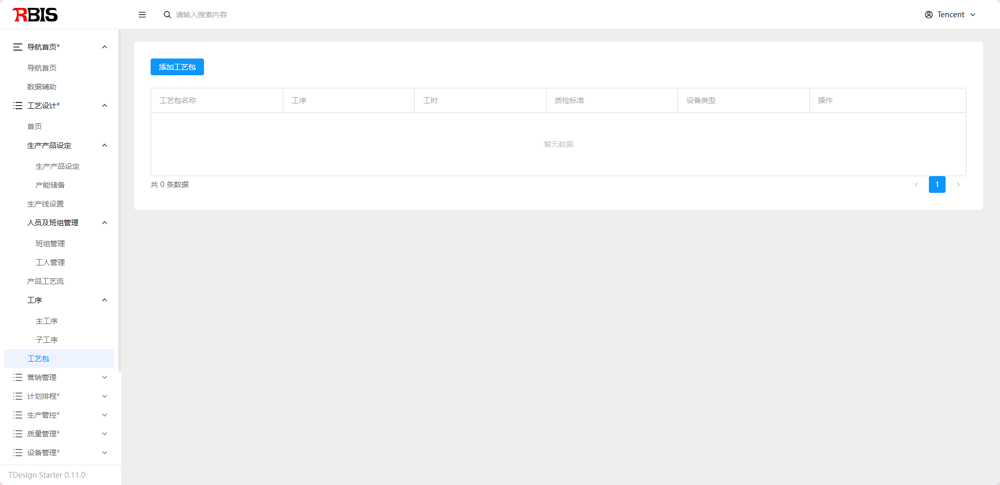 RBIS
请输入搜索内容
Tencent
导航首页*
导航首页
数据辅助
工艺设计*
首页
生产产品设定
生产产品设定
产能储备
生产线设置
人员及班组管理
班组管理
工人管理
产品工艺流
工序
主工序
子工序
工艺包
营销管理
计划排程*
生产管控*
质量管理*
设备管理*
TDesign Starter 0.11.0
添加工艺包
工艺包名称 工序 工时 质检标准 设备类型 操作
暂无数据
共 0 条数据
1